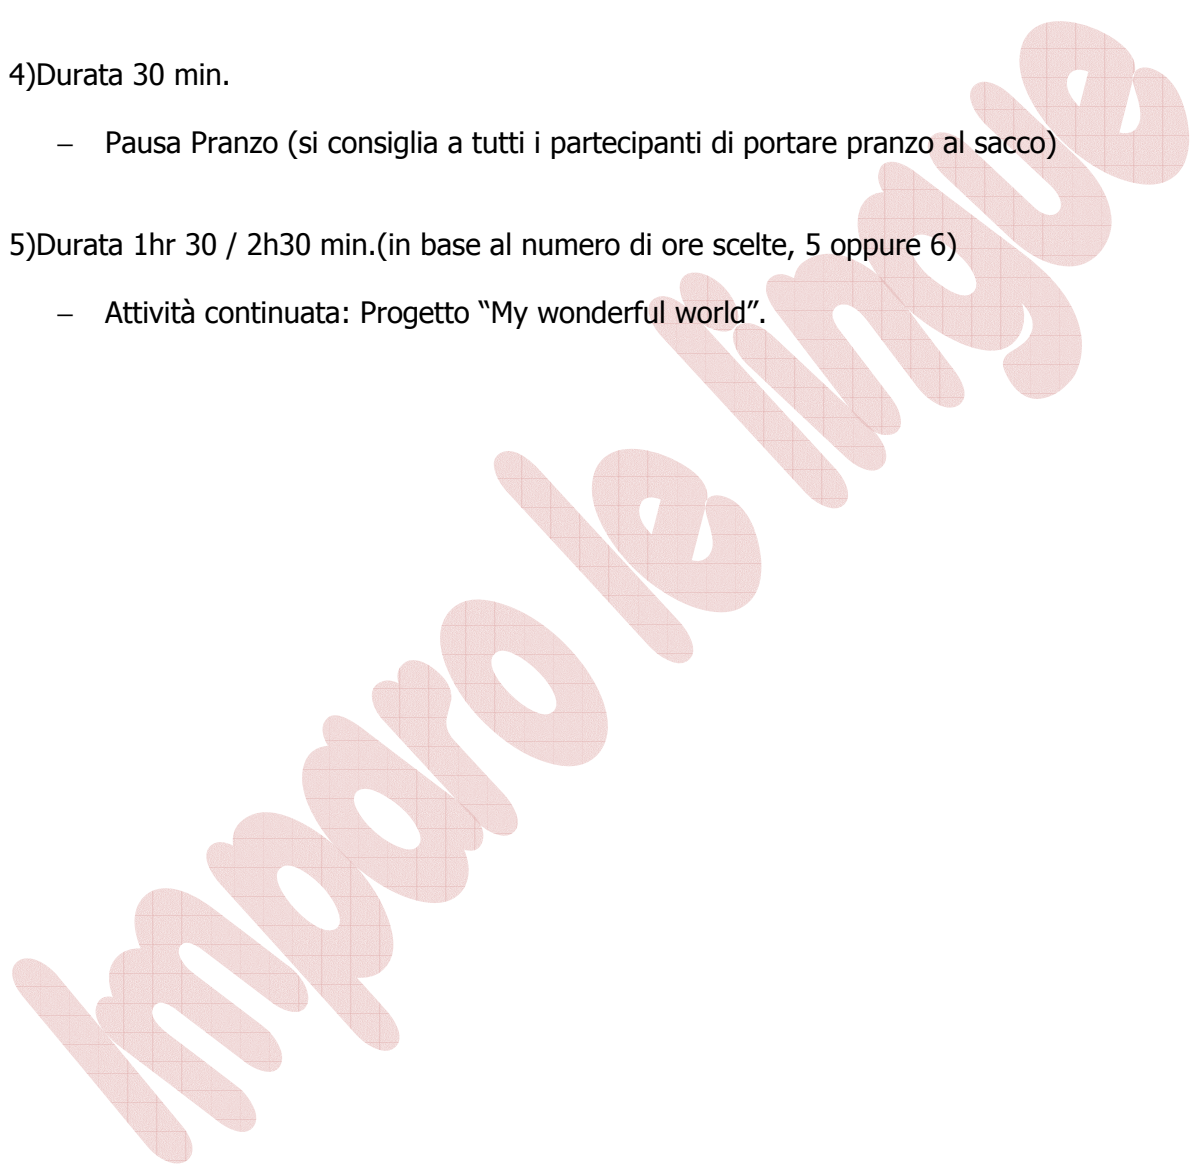 4)Durata 30 min.
– Pausa Pranzo (si consiglia a tutti i partecipanti di portare pranzo al sacco)
5)Durata 1hr 30 / 2h30 min.(in base al numero di ore scelte, 5 oppure 6)
– Attività continuata: Progetto “My wonderful world”.
Imparo le lingue